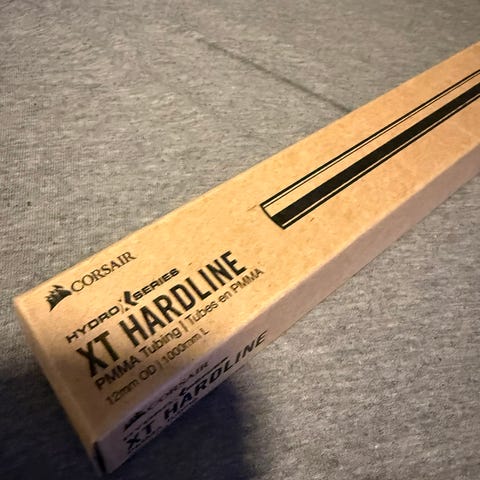 CORSAIR
HYDRO X SERIES
XT HARDLINE
PMMA Tubing | Tubes en PMMA
12mm OD | 1000mm L
CORSAIR
XT HARDLINE